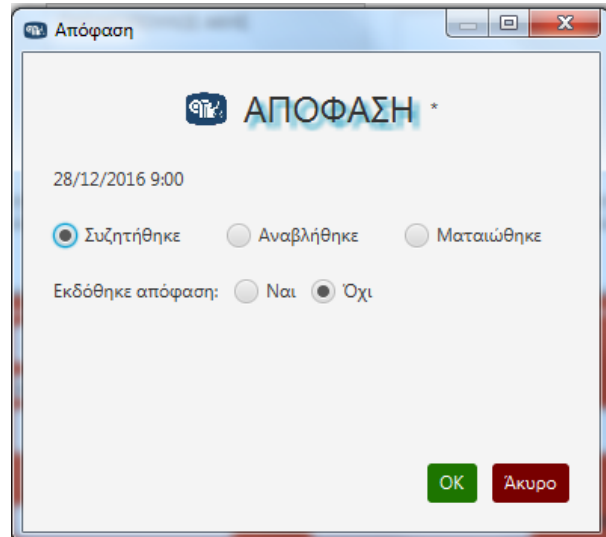 Απόφαση
ΑΠΟΦΑΣΗ *
28/12/2016 9:00
Συζητήθηκε Αναβλήθηκε Ματαιώθηκε
Εκδόθηκε απόφαση: Ναι Όχι
OK Άκυρο